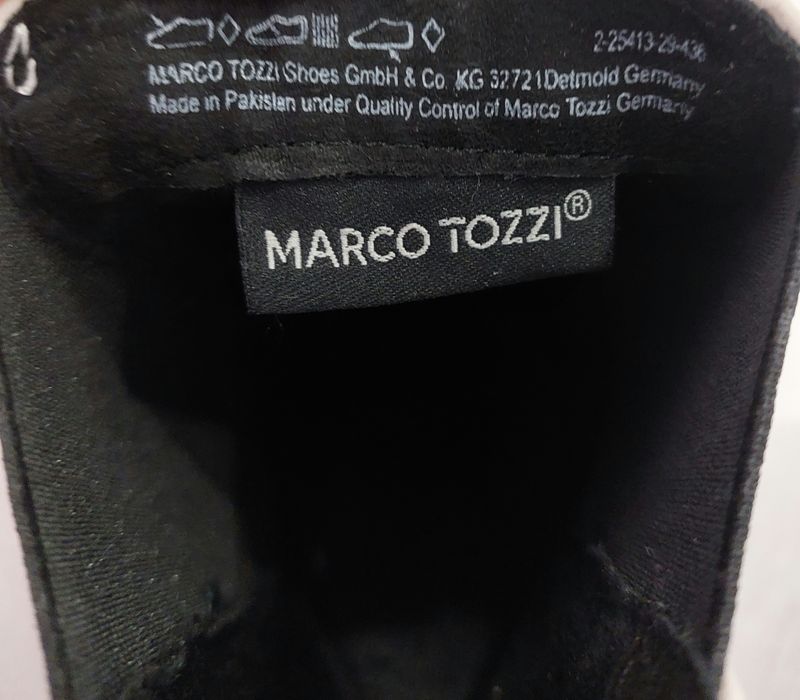 2-25413-29-436
MARCO TOZZI Shoes GmbH & Co. KG 32721 Detmold Germany
Made in Pakistan under Quality Control of Marco Tozzi Germany
MARCO TOZZI®